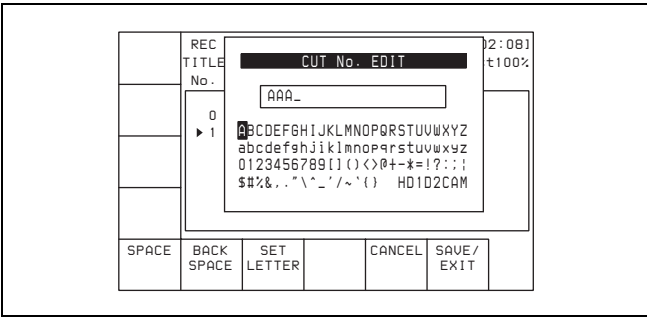 REC
TITLE
No.
02:08]
t100%
CUT No. EDIT
AAA_
0
1
ABCDEFGHIJKLMNOPQRSTUVWXYZ
abcdefghijklmnopqrstuvwxyz
0123456789[]()<>@+-*=!?:;¦
$#%&,."\^_'/~`{} HD1D2CAM
SPACE
BACK SPACE
SET LETTER
CANCEL
SAVE/ EXIT